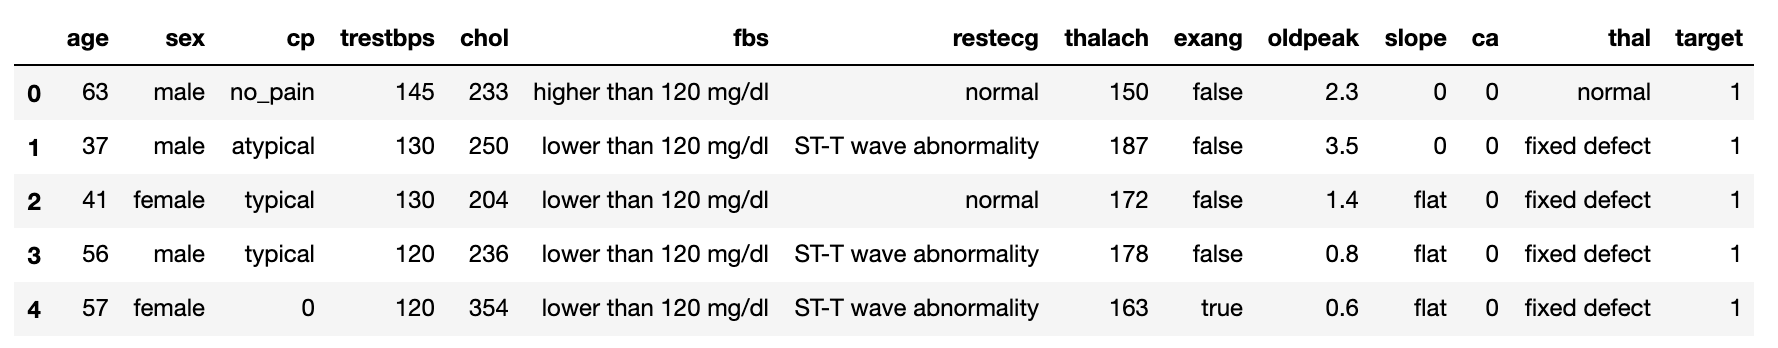 age sex cp trestbps chol fbs restecg thalach exang oldpeak slope ca thal target
0 63 male no_pain 145 233 higher than 120 mg/dl normal 150 false 2.3 0 0 normal 1
1 37 male atypical 130 250 lower than 120 mg/dl ST-T wave abnormality 187 false 3.5 0 0 fixed defect 1
2 41 female typical 130 204 lower than 120 mg/dl normal 172 false 1.4 flat 0 fixed defect 1
3 56 male typical 120 236 lower than 120 mg/dl ST-T wave abnormality 178 false 0.8 flat 0 fixed defect 1
4 57 female 0 120 354 lower than 120 mg/dl ST-T wave abnormality 163 true 0.6 flat 0 fixed defect 1